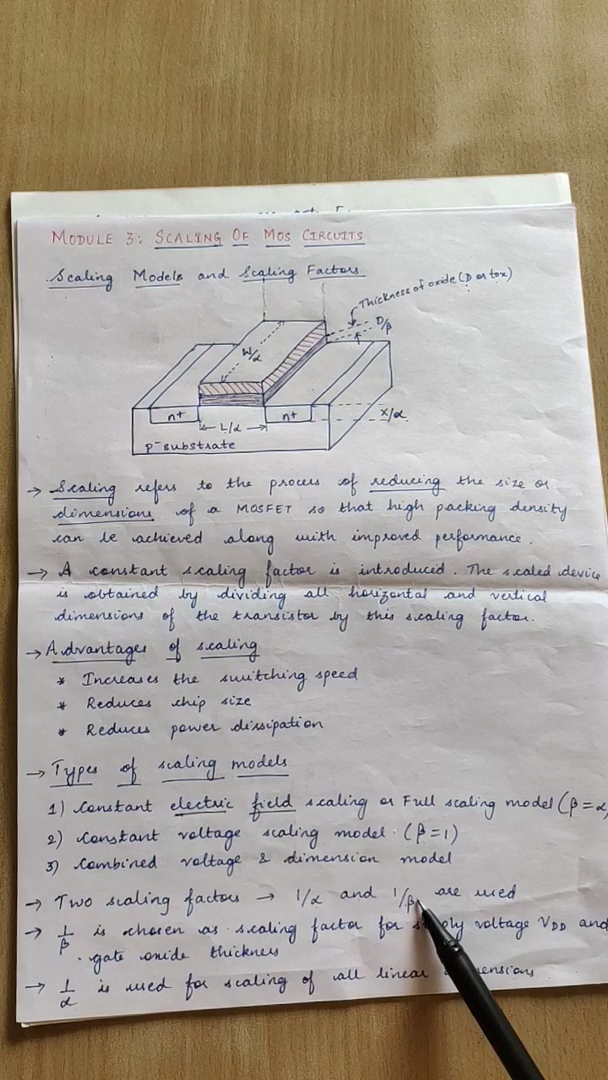 MODULE 3: SCALING OF MOS CIRCUITS
Scaling Models and Scaling Factors
Thickness of oxide (D or tox)
D/β
W/α
n+
n+
X/α
L/α
p-substrate
→ Scaling refers to the process of reducing the size or
dimensions of a MOSFET so that high packing density
can be achieved along with improved performance.
→ A constant scaling factor is introduced. The scaled device
is obtained by dividing all horizontal and vertical
dimensions of the transistor by this scaling factor.
→ Advantages of scaling
* Increases the switching speed
* Reduces chip size
* Reduces power dissipation
→ Types of scaling models
1) Constant electric field scaling or Full scaling model (β=α
2) Constant voltage scaling model. (β=1)
3) Combined voltage & dimension model
→ Two scaling factors → 1/α and 1/β are used
→ 1/β is chosen as scaling factor for supply voltage VDD and
gate oxide thickness
→ 1/α is used for scaling of all linear dimensions